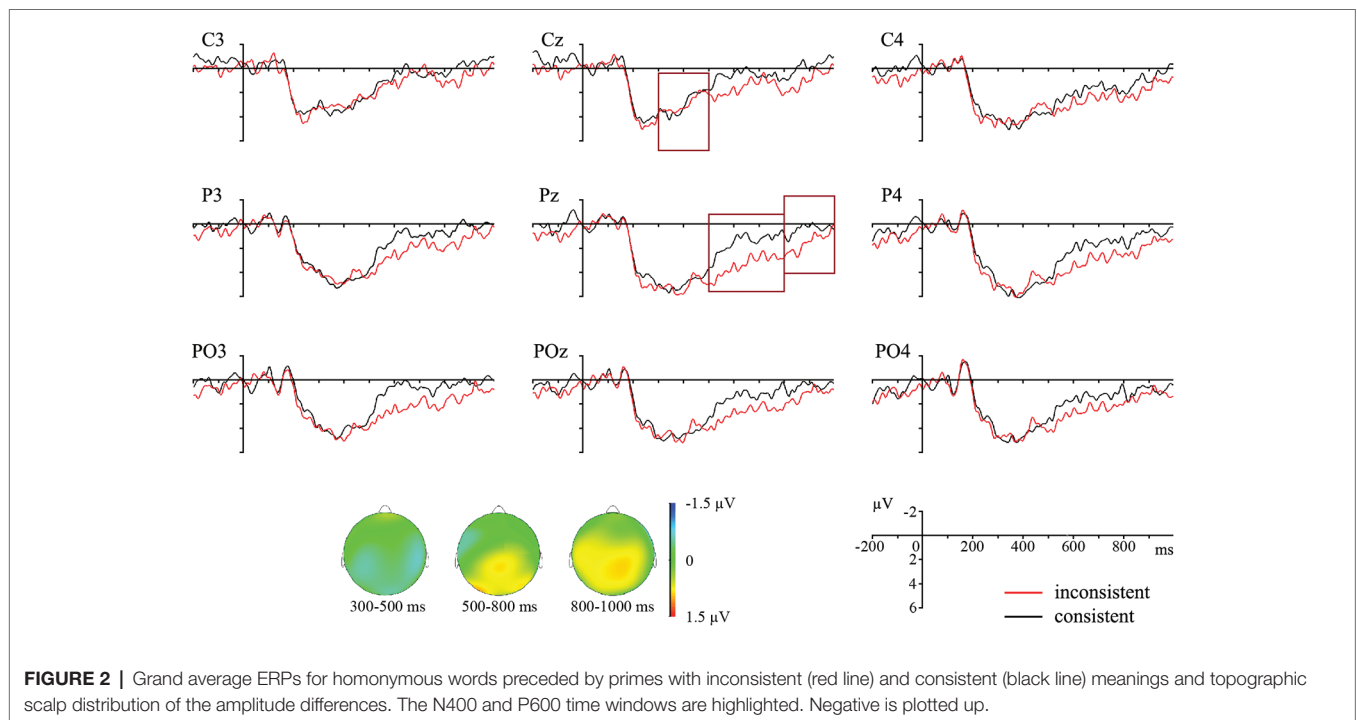 C3 Cz C4
P3 Pz P4
PO3 POz PO4
-1.5 µV
0
1.5 µV
300-500 ms 500-800 ms 800-1000 ms
µV
-2
-200 0 200 400 600 800 ms
2
4
6
inconsistent
consistent
FIGURE 2 | Grand average ERPs for homonymous words preceded by primes with inconsistent (red line) and consistent (black line) meanings and topographic
scalp distribution of the amplitude differences. The N400 and P600 time windows are highlighted. Negative is plotted up.